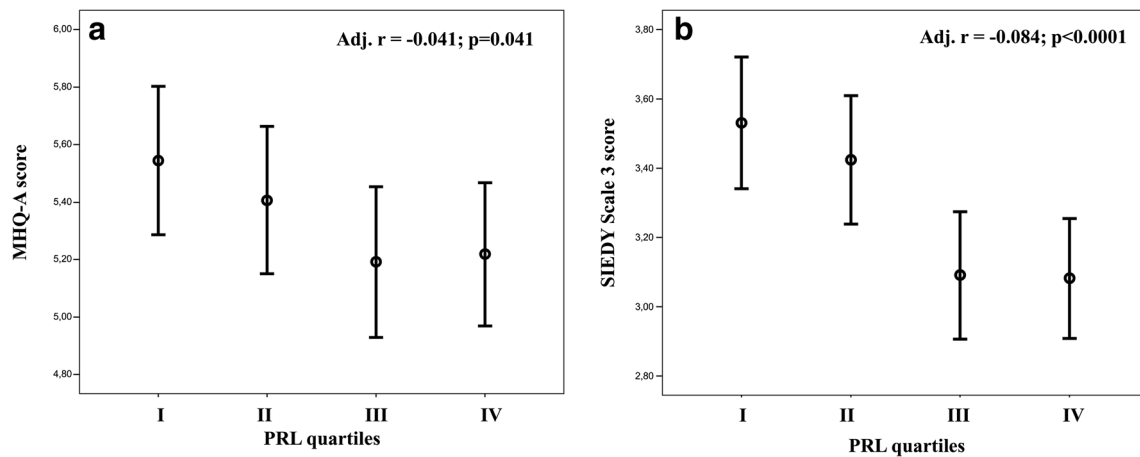 a
Adj. r = -0.041; p=0.041
MHQ-A score
6,00
5,80
5,60
5,40
5,20
5,00
4,80
I II III IV
PRL quartiles
b
Adj. r = -0.084; p<0.0001
SIEDY Scale 3 score
3,80
3,60
3,40
3,20
3,00
2,80
I II III IV
PRL quartiles